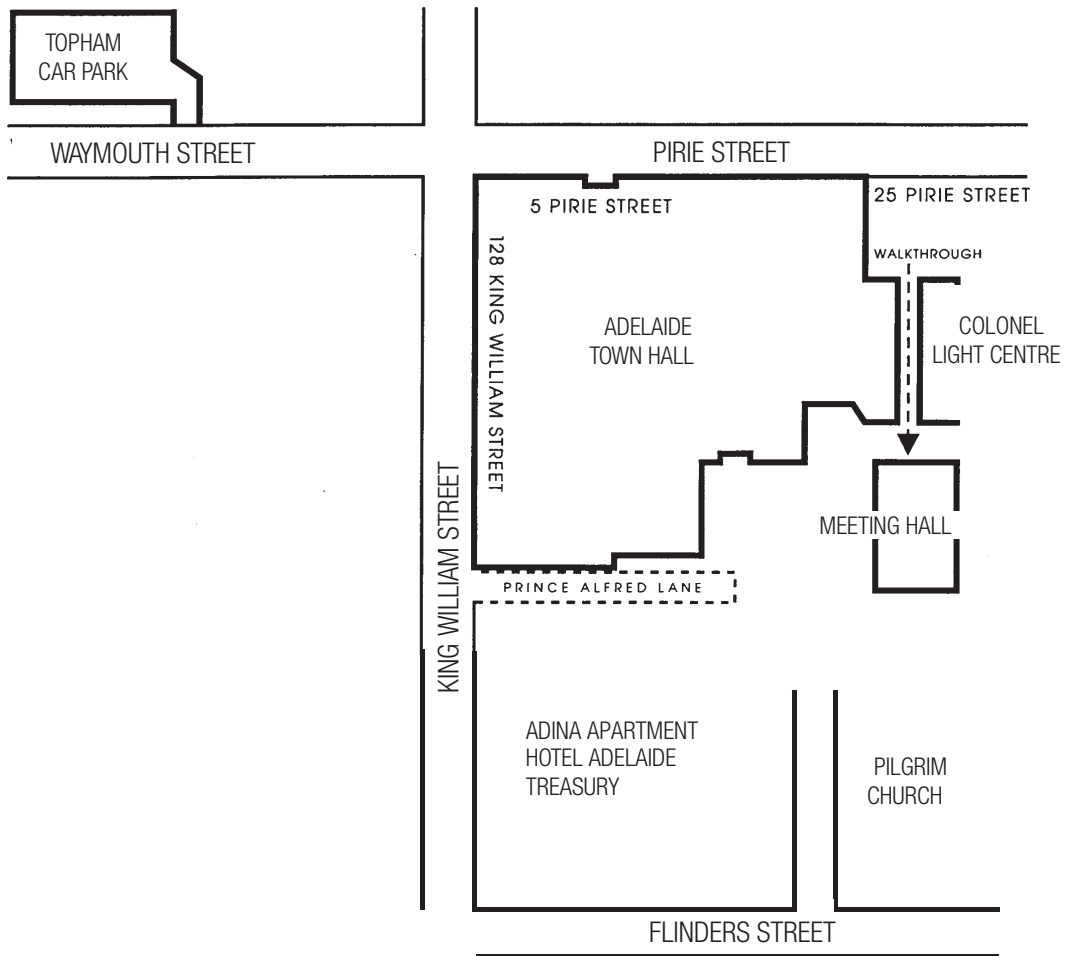 TOPHAM
CAR PARK
WAYMOUTH STREET
PIRIE STREET
5 PIRIE STREET
25 PIRIE STREET
128 KING WILLIAM STREET
WALKTHROUGH
ADELAIDE
TOWN HALL
COLONEL
LIGHT CENTRE
KING WILLIAM STREET
MEETING HALL
PRINCE ALFRED LANE
ADINA APARTMENT
HOTEL ADELAIDE
TREASURY
PILGRIM
CHURCH
FLINDERS STREET